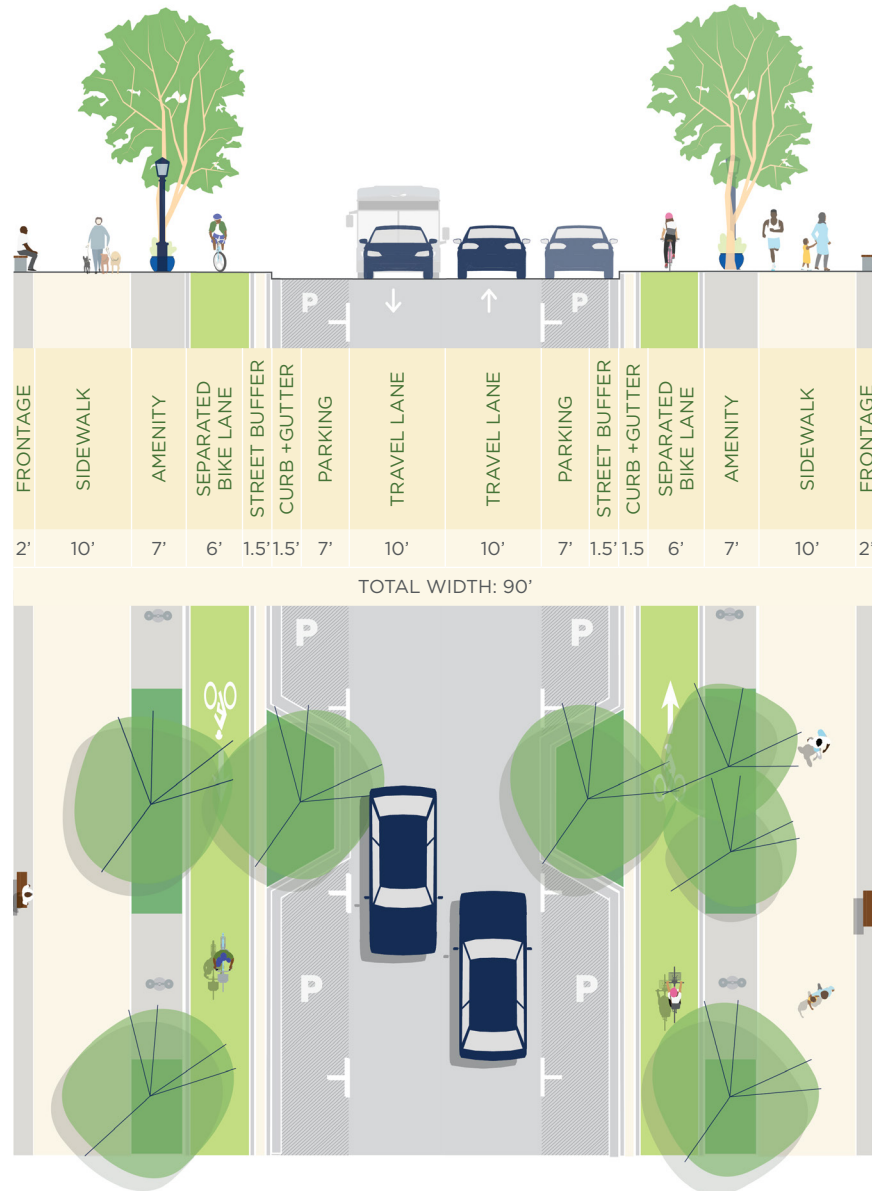 P
P
FRONTAGE
SIDEWALK
AMENITY
SEPARATED
BIKE LANE
STREET BUFFER
CURB +GUTTER
PARKING
TRAVEL LANE
TRAVEL LANE
PARKING
STREET BUFFER
CURB +GUTTER
SEPARATED
BIKE LANE
AMENITY
SIDEWALK
FRONTAGE
2’ 10’ 7’ 6’ 1.5’ 1.5’ 7’ 10’ 10’ 7’ 1.5’ 1.5 6’ 7’ 10’ 2’
TOTAL WIDTH: 90’
P
P
P
P